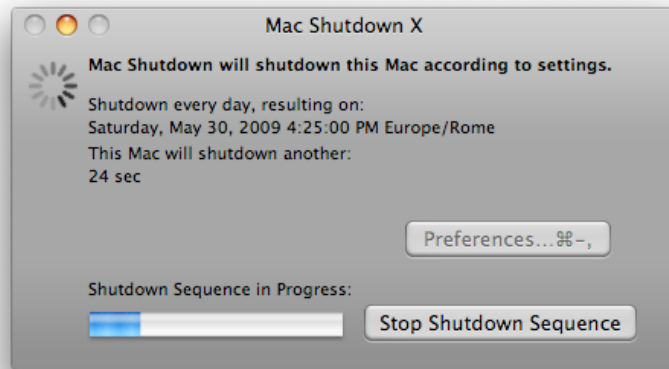 Mac Shutdown X
Mac Shutdown will shutdown this Mac according to settings.
Shutdown every day, resulting on:
Saturday, May 30, 2009 4:25:00 PM Europe/Rome
This Mac will shutdown another:
24 sec
Preferences...⌘-,
Shutdown Sequence in Progress:
Stop Shutdown Sequence